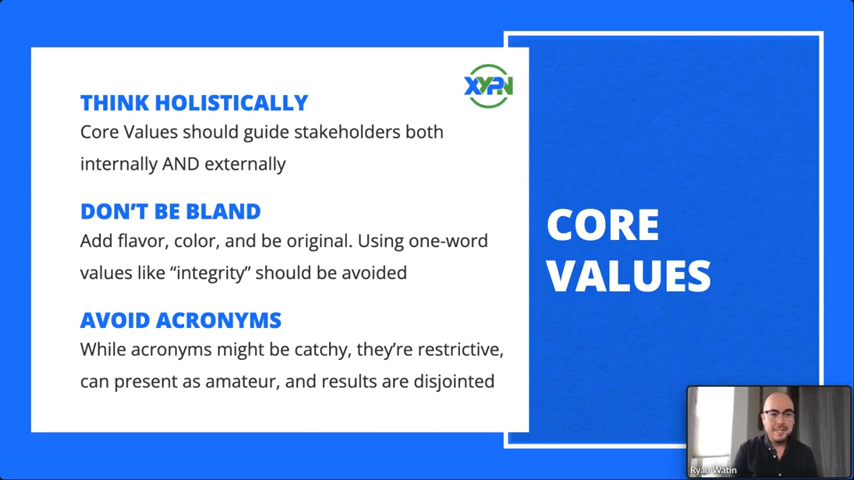 XYPN
THINK HOLISTICALLY
Core Values should guide stakeholders both
internally AND externally
DON'T BE BLAND
Add flavor, color, and be original. Using one-word
values like “integrity” should be avoided
AVOID ACRONYMS
While acronyms might be catchy, they're restrictive,
can present as amateur, and results are disjointed
CORE
VALUES
Ryan Watin